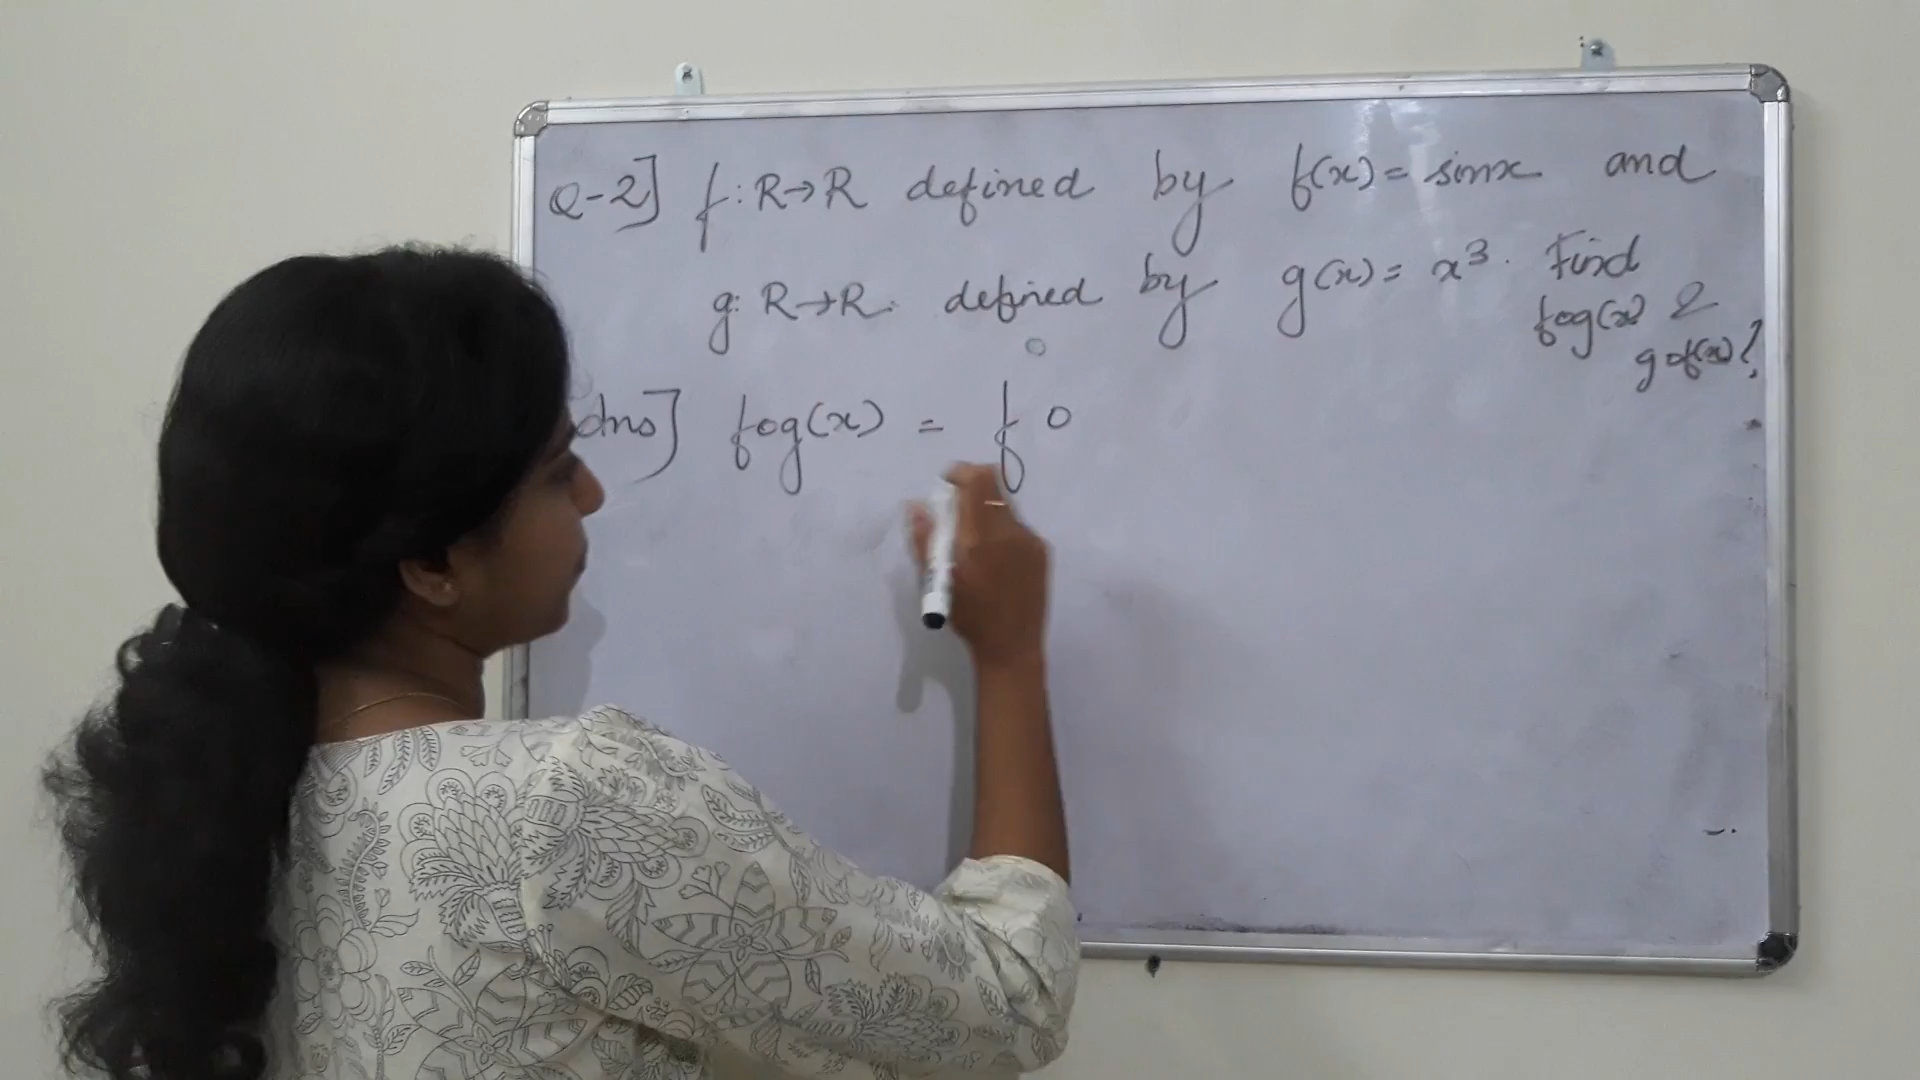 Q-2] f: R→R defined by f(x) = sinx and
g: R→R. defined by g(x) = x³. Find
fog(x) &
gof(x)?
Ans] fog(x) = f o